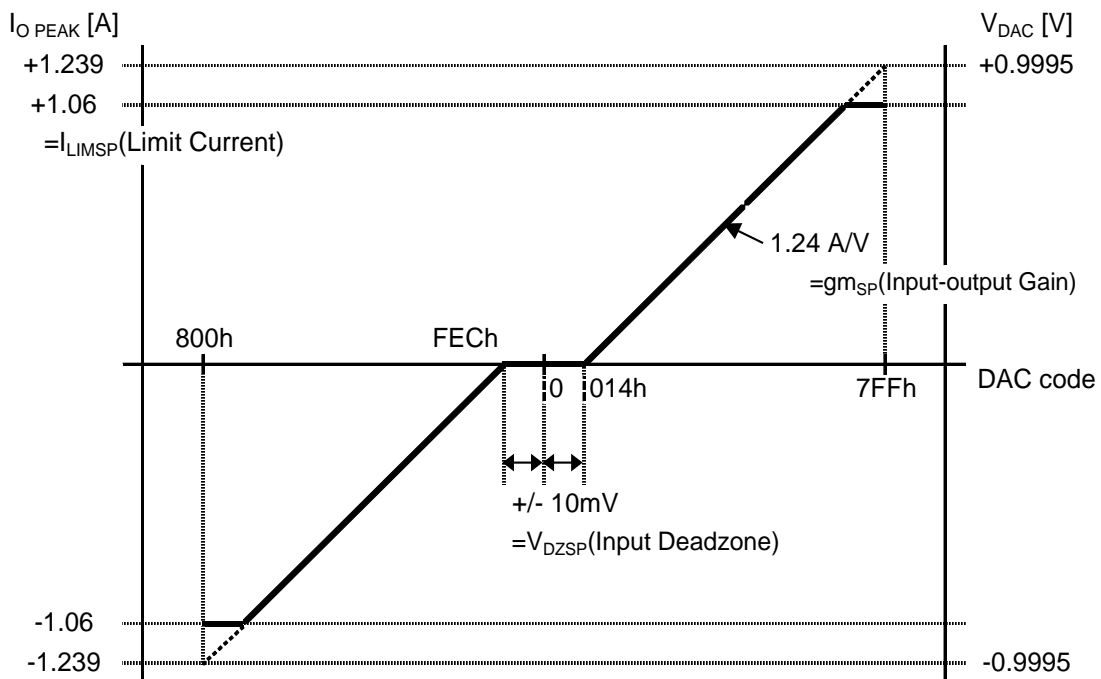 I_O PEAK [A]
V_DAC [V]
+1.239
+0.9995
+1.06
=I_LIMSP(Limit Current)
1.24 A/V
=gm_SP(Input-output Gain)
800h
FECh
0
014h
7FFh
DAC code
+/- 10mV
=V_DZSP(Input Deadzone)
-1.06
-1.239
-0.9995